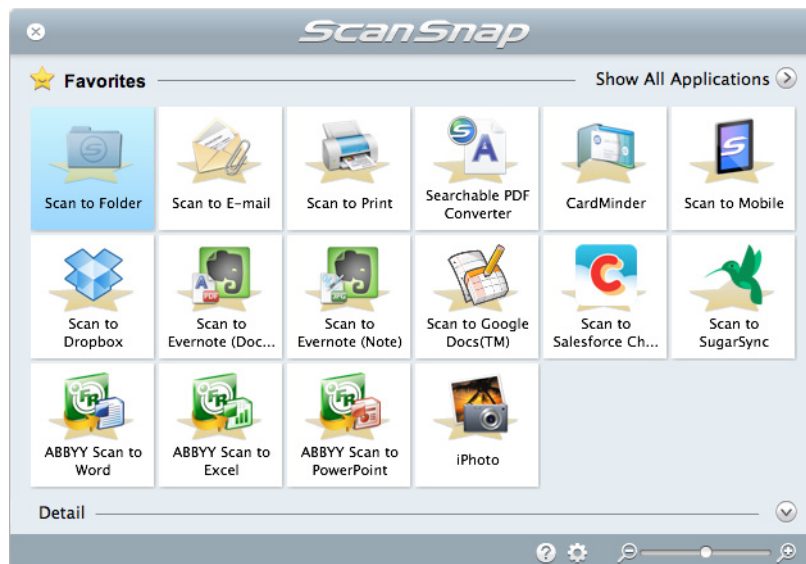 ScanSnap
Favorites
Show All Applications
Scan to Folder
Scan to E-mail
Scan to Print
Searchable PDF
Converter
CardMinder
Scan to Mobile
Scan to
Dropbox
Scan to
Evernote (Doc...
Scan to
Evernote (Note)
Scan to Google
Docs(TM)
Scan to
Salesforce Ch...
Scan to
SugarSync
ABBYY Scan to
Word
ABBYY Scan to
Excel
ABBYY Scan to
PowerPoint
iPhoto
Detail